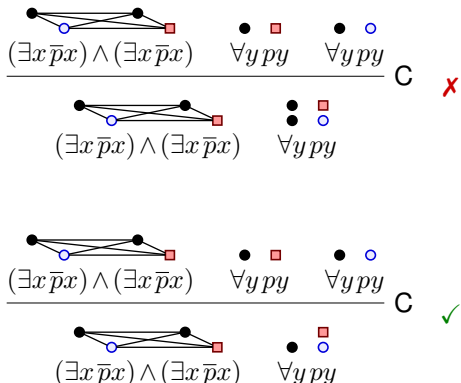 (∃x p̅x) ∧ (∃x p̅x) ∀y py ∀y py
C ✗
(∃x p̅x) ∧ (∃x p̅x) ∀y py
(∃x p̅x) ∧ (∃x p̅x) ∀y py ∀y py
C ✓
(∃x p̅x) ∧ (∃x p̅x) ∀y py